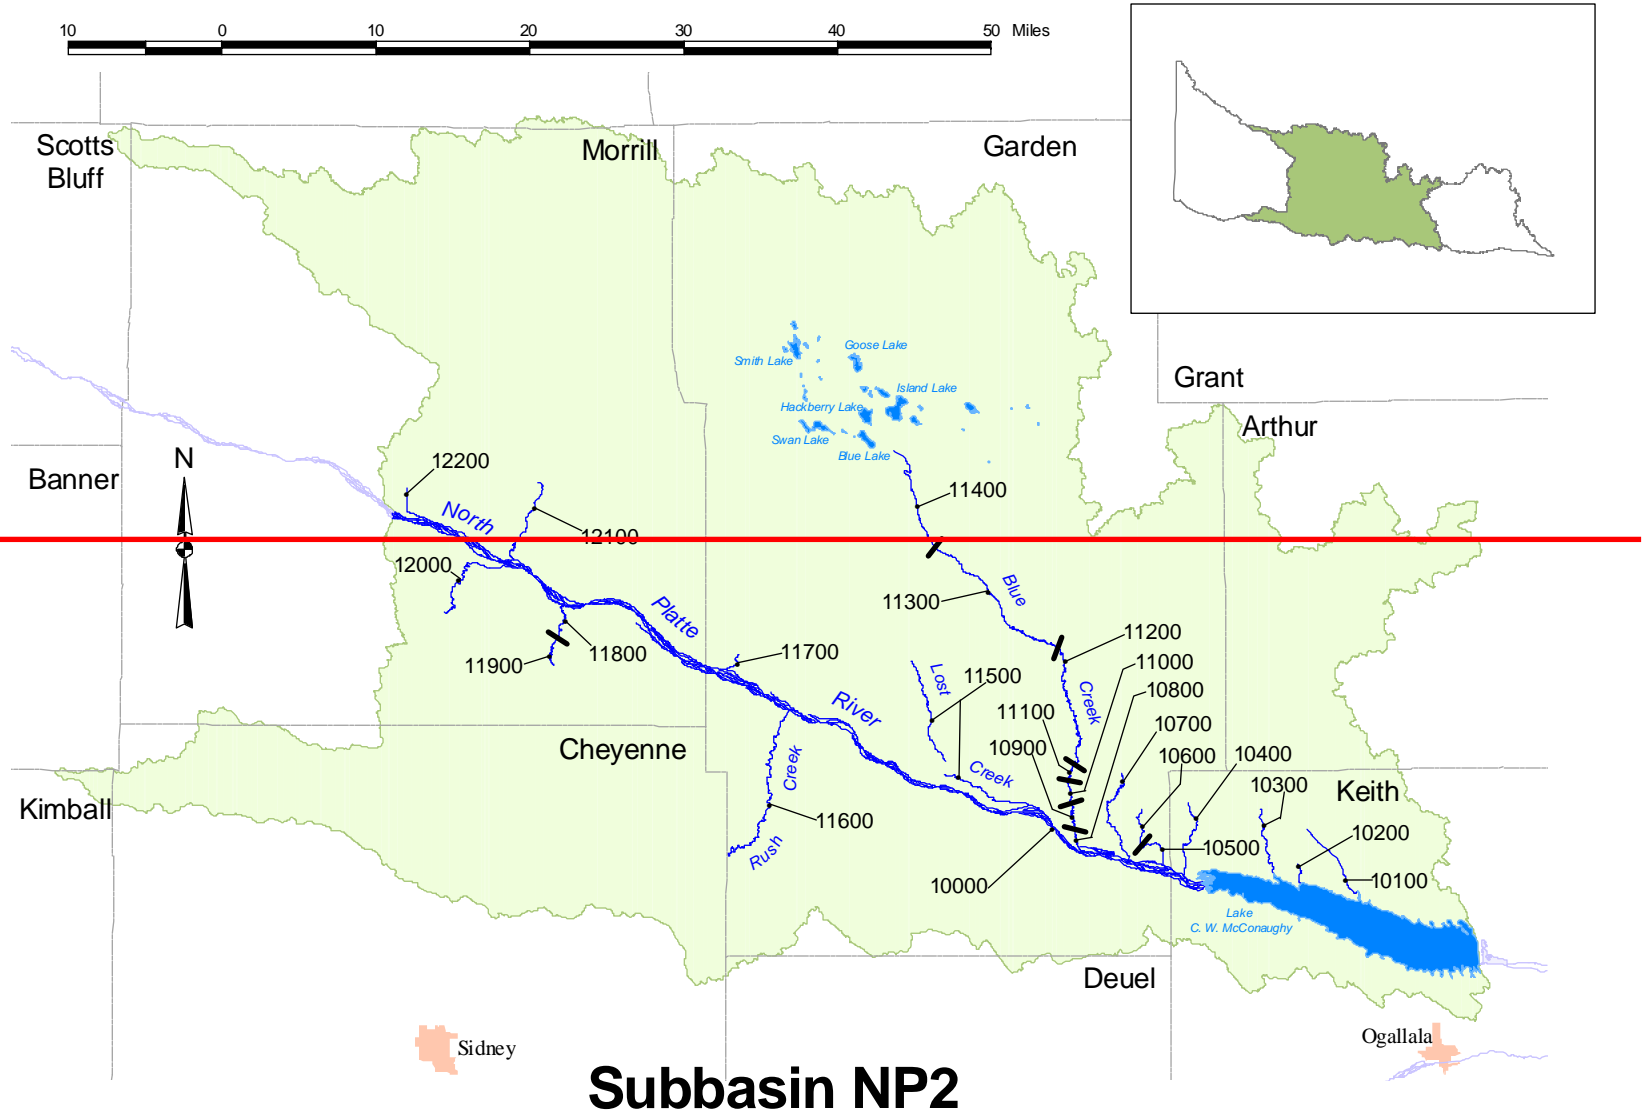 10 0 10 20 30 40 50 Miles
Scotts
Bluff
Morrill
Garden
Smith Lake
Goose Lake
Island Lake
Hackberry Lake
Swan Lake
Blue Lake
Grant
Arthur
Banner
N
12200
North
12100
11400
12000
11300
Blue
Platte
11900
11800
11700
11200
11000
10800
Lost
11500
Creek
11100
10700
River
10900
10600
10400
Cheyenne
Creek
Creek
10300
Keith
Kimball
11600
Rush
10200
10500
10000
10100
Lake
C. W. McConaughy
Deuel
Sidney
Ogallala
Subbasin NP2